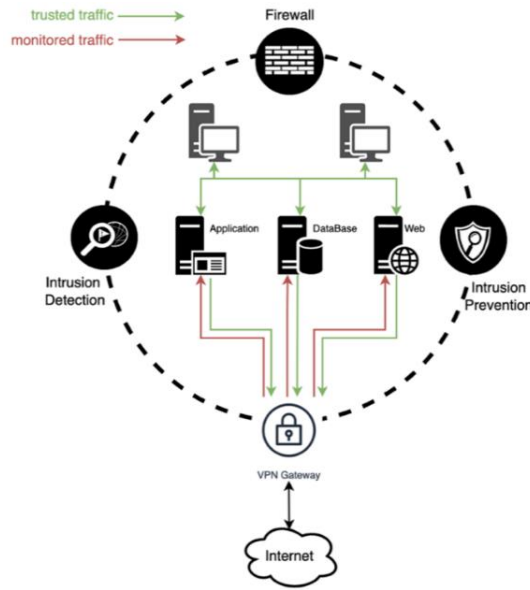 trusted traffic
monitored traffic
Firewall
Application
DataBase
Web
Intrusion
Detection
Intrusion
Prevention
VPN Gateway
Internet